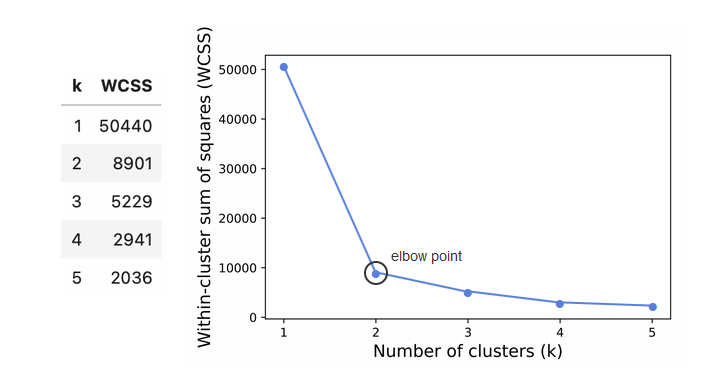 k WCSS
1 50440
2 8901
3 5229
4 2941
5 2036
Within-cluster sum of squares (WCSS)
50000
40000
30000
20000
10000
0
elbow point
1 2 3 4 5
Number of clusters (k)